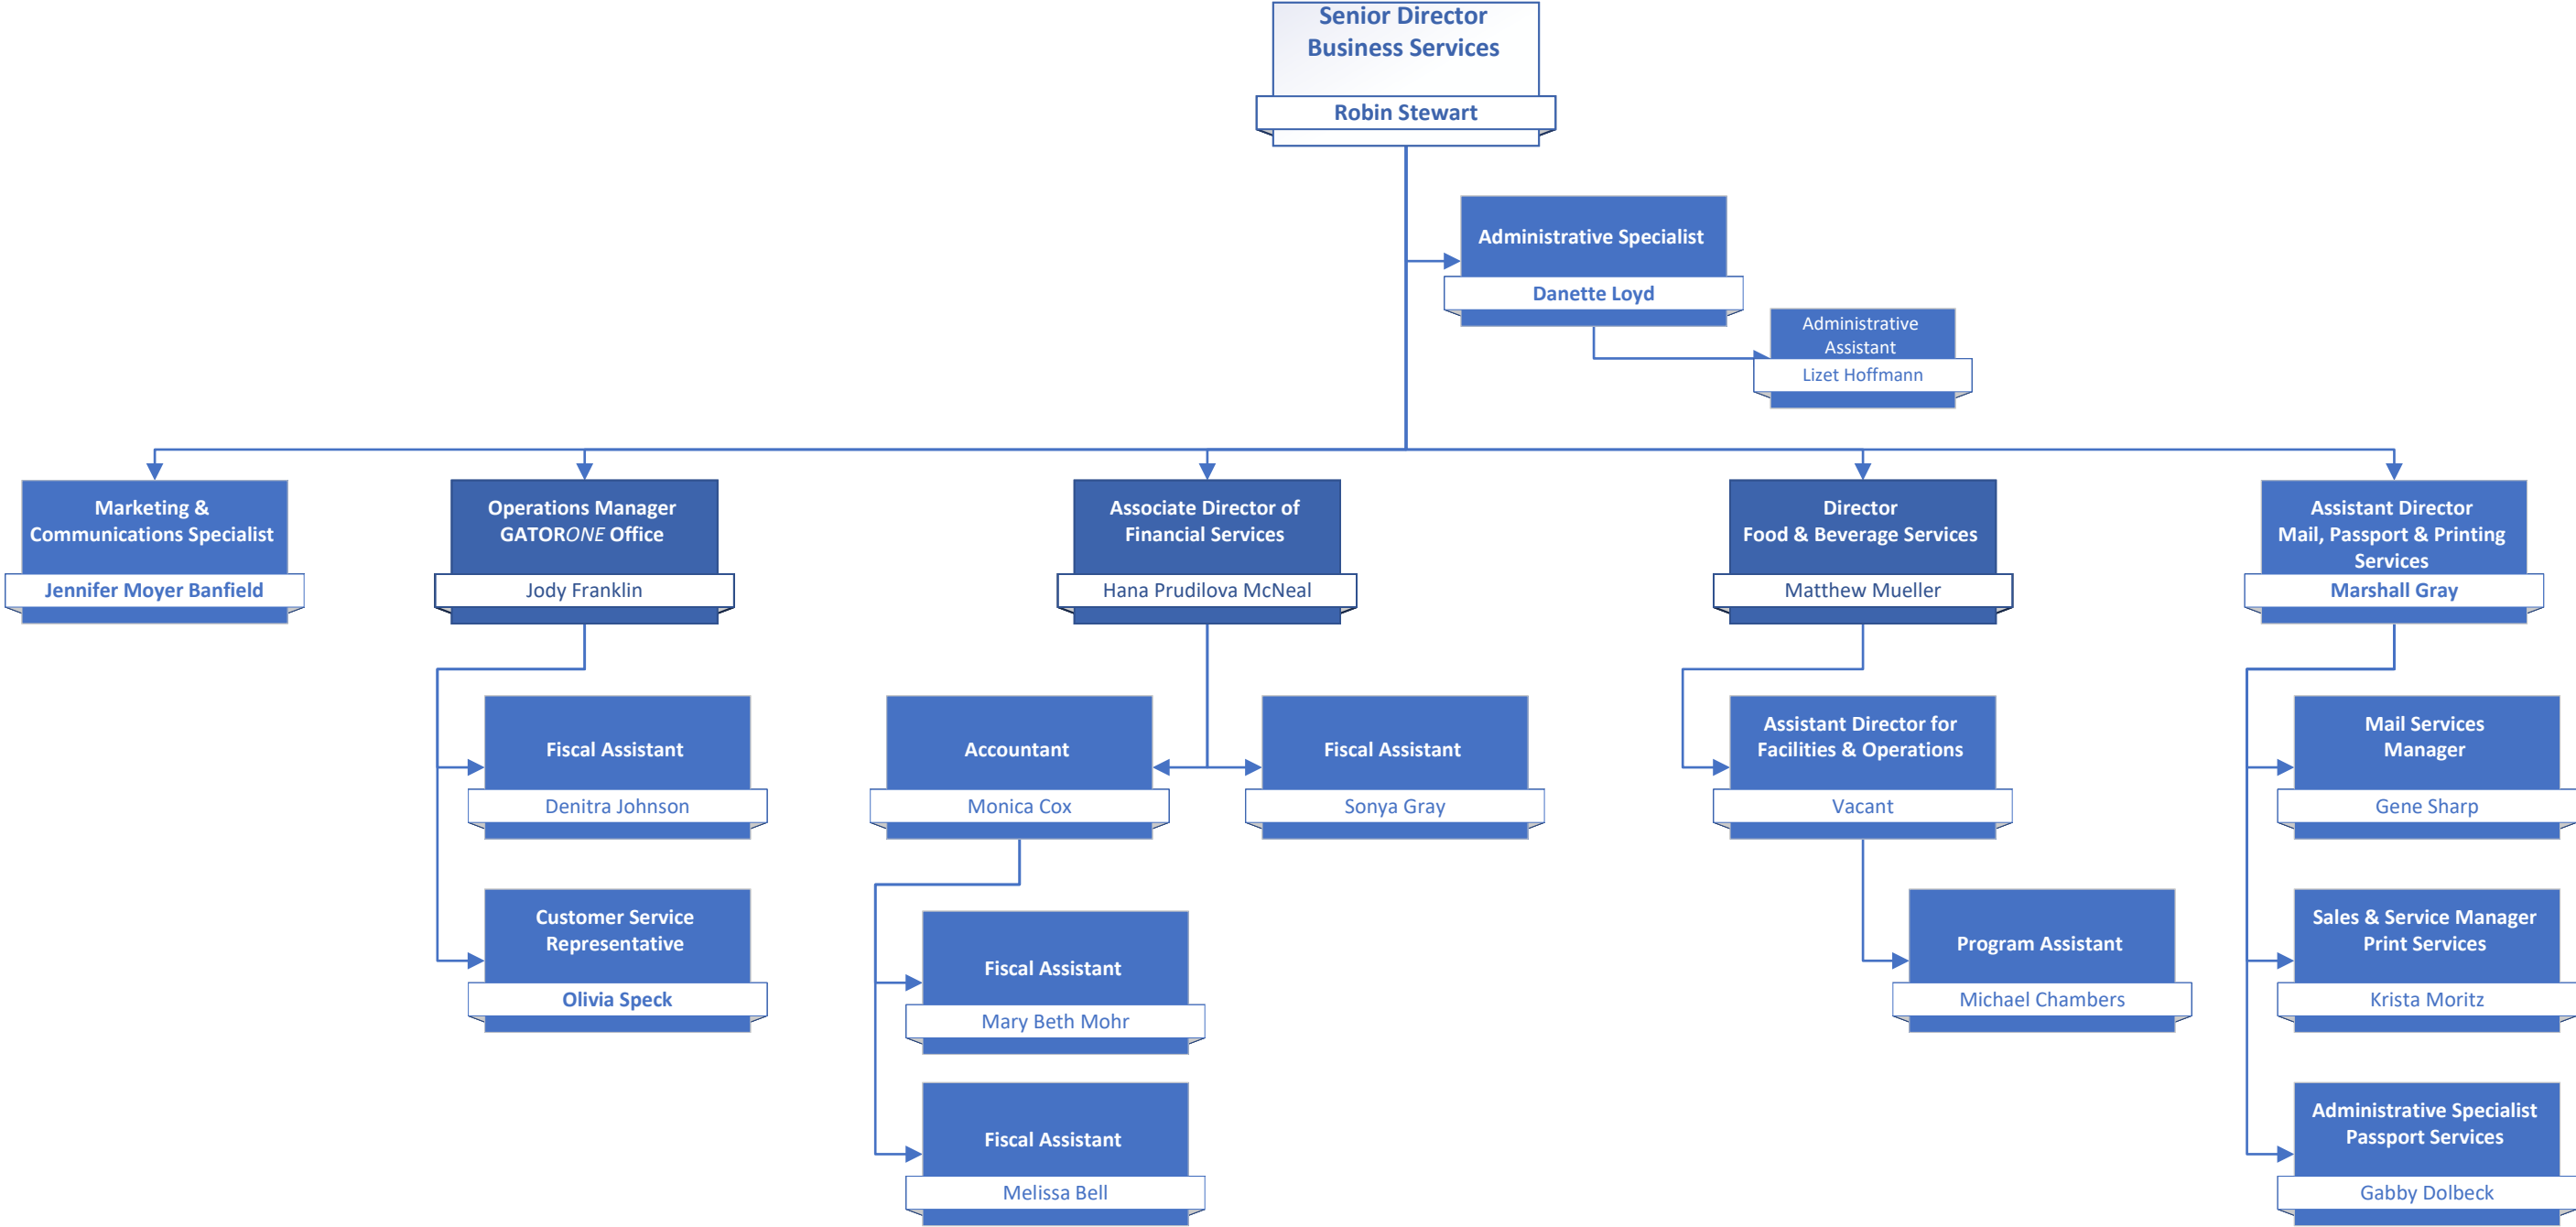 Senior Director
Business Services
Robin Stewart
Administrative Specialist
Danette Loyd
Administrative
Assistant
Lizet Hoffmann
Marketing &
Communications Specialist
Jennifer Moyer Banfield
Operations Manager
GATORONE Office
Jody Franklin
Associate Director of
Financial Services
Hana Prudilova McNeal
Director
Food & Beverage Services
Matthew Mueller
Assistant Director
Mail, Passport & Printing
Services
Marshall Gray
Fiscal Assistant
Denitra Johnson
Accountant
Monica Cox
Fiscal Assistant
Sonya Gray
Assistant Director for
Facilities & Operations
Vacant
Mail Services
Manager
Gene Sharp
Customer Service
Representative
Olivia Speck
Fiscal Assistant
Mary Beth Mohr
Program Assistant
Michael Chambers
Sales & Service Manager
Print Services
Krista Moritz
Fiscal Assistant
Melissa Bell
Administrative Specialist
Passport Services
Gabby Dolbeck